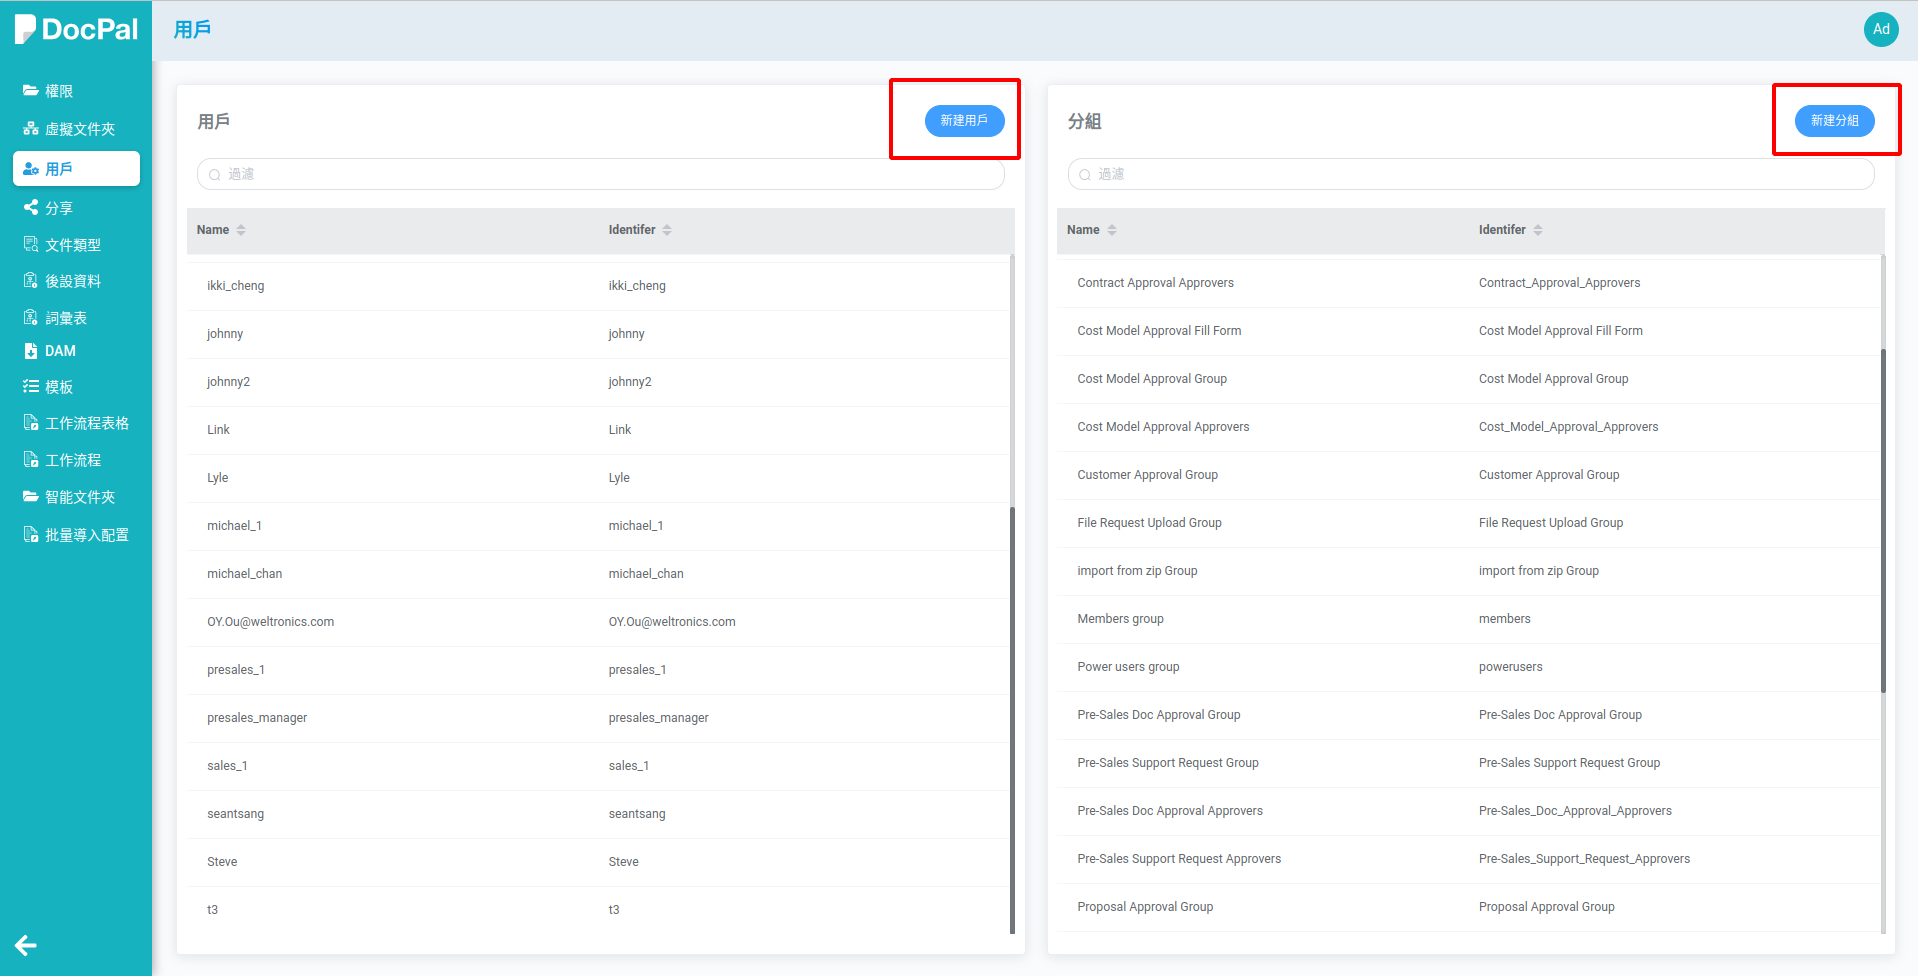 DocPal
用戶
Ad
權限
虛擬文件夾
用戶
分享
文件類型
後設資料
詞彙表
DAM
模板
工作流程表格
工作流程
智能文件夾
批量導入配置
用戶
新建用戶
過濾
Name Identifer
ikki_cheng ikki_cheng
johnny johnny
johnny2 johnny2
Link Link
Lyle Lyle
michael_1 michael_1
michael_chan michael_chan
OY.Ou@weltronics.com OY.Ou@weltronics.com
presales_1 presales_1
presales_manager presales_manager
sales_1 sales_1
seantsang seantsang
Steve Steve
t3 t3
分組
新建分組
過濾
Name Identifer
Contract Approval Approvers Contract_Approval_Approvers
Cost Model Approval Fill Form Cost Model Approval Fill Form
Cost Model Approval Group Cost Model Approval Group
Cost Model Approval Approvers Cost_Model_Approval_Approvers
Customer Approval Group Customer Approval Group
File Request Upload Group File Request Upload Group
import from zip Group import from zip Group
Members group members
Power users group powerusers
Pre-Sales Doc Approval Group Pre-Sales Doc Approval Group
Pre-Sales Support Request Group Pre-Sales Support Request Group
Pre-Sales Doc Approval Approvers Pre-Sales_Doc_Approval_Approvers
Pre-Sales Support Request Approvers Pre-Sales_Support_Request_Approvers
Proposal Approval Group Proposal Approval Group